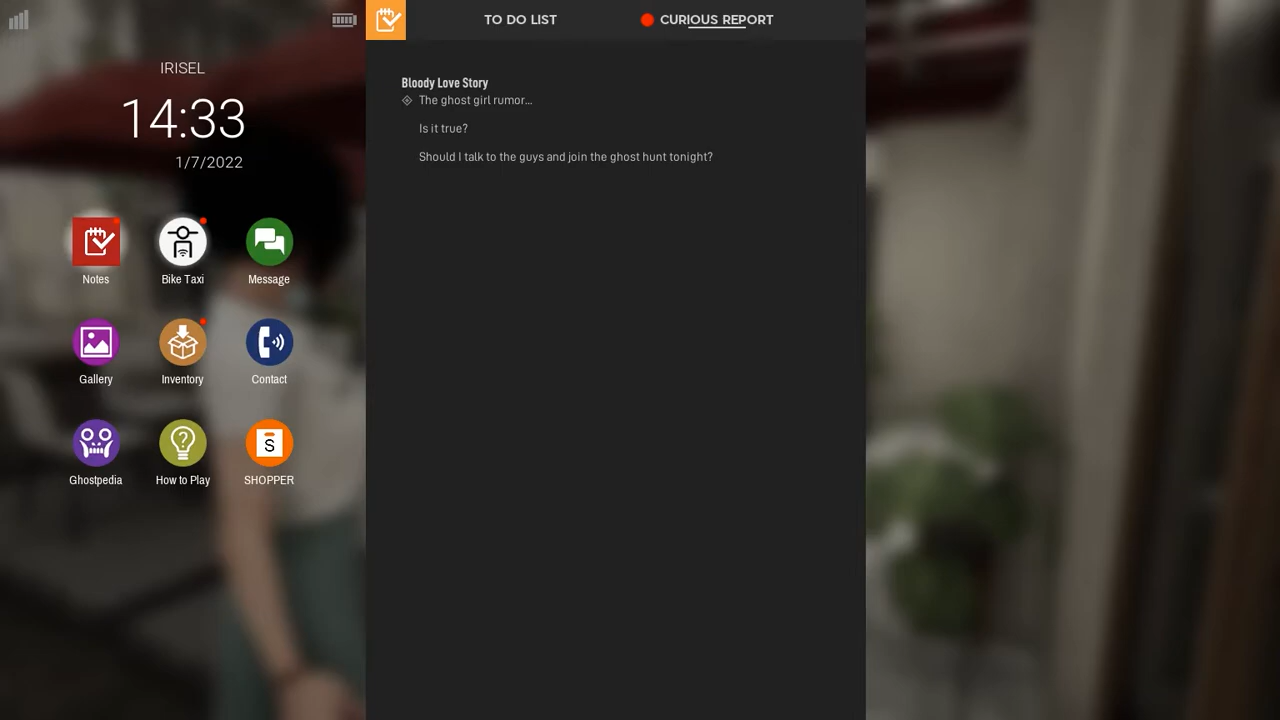 IRISEL
14:33
1/7/2022
Notes
Bike Taxi
Message
Gallery
Inventory
Contact
Ghostpedia
How to Play
S
SHOPPER
TO DO LIST
CURIOUS REPORT
Bloody Love Story
The ghost girl rumor...
Is it true?
Should I talk to the guys and join the ghost hunt tonight?